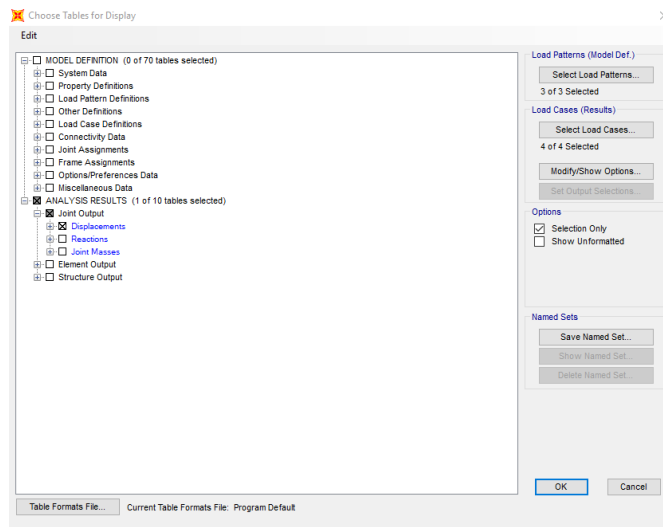 Choose Tables for Display
Edit
MODEL DEFINITION (0 of 70 tables selected)
System Data
Property Definitions
Load Pattern Definitions
Other Definitions
Load Case Definitions
Connectivity Data
Joint Assignments
Frame Assignments
Options/Preferences Data
Miscellaneous Data
ANALYSIS RESULTS (1 of 10 tables selected)
Joint Output
Displacements
Reactions
Joint Masses
Element Output
Structure Output
Load Patterns (Model Def.)
Select Load Patterns...
3 of 3 Selected
Load Cases (Results)
Select Load Cases...
4 of 4 Selected
Modify/Show Options...
Set Output Selections...
Options
Selection Only
Show Unformatted
Named Sets
Save Named Set...
Show Named Set...
Delete Named Set...
OK Cancel
Table Formats File... Current Table Formats File: Program Default